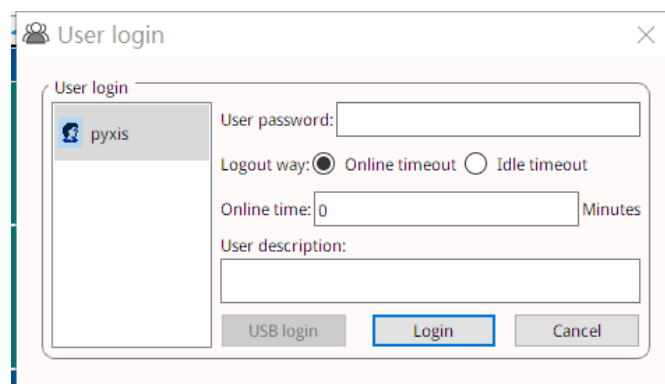 User login
User login
pyxis
User password:
Logout way: Online timeout Idle timeout
Online time: 0 Minutes
User description:
USB login Login Cancel